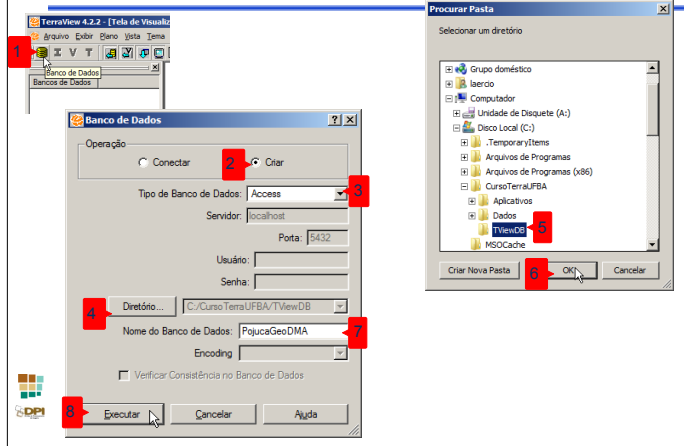 TerraView 4.2.2 - [Tela de Visualiz
Arquivo Exibir Plano Vista Tema
1
I V T
Banco de Dados
Bancos de Dados
Banco de Dados
Operação
Conectar
2
Criar
Tipo de Banco de Dados: Access
3
Servidor: localhost
Porta: 5432
Usuário:
Senha:
4
Diretório... C:/CursoTerraUFBA/TViewDB
Nome do Banco de Dados: PojucaGeoDMA
7
Encoding
Verificar Consistência no Banco de Dados
8
Executar Cancelar Ajuda
DPI
Procurar Pasta
Selecionar um diretório
Grupo doméstico
laercio
Computador
Unidade de Disquete (A:)
Disco Local (C:)
.TemporaryItems
Arquivos de Programas
Arquivos de Programas (x86)
CursoTerraUFBA
Aplicativos
Dados
TViewDB
5
MSOCache
Criar Nova Pasta
6
OK
Cancelar